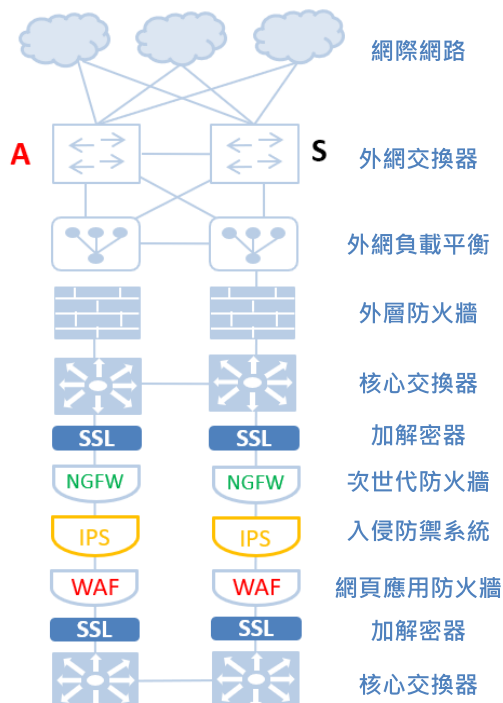 網際網路
A
S
外網交換器
外網負載平衡
外層防火牆
核心交換器
SSL
SSL
加解密器
NGFW
NGFW
次世代防火牆
IPS
IPS
入侵防禦系統
WAF
WAF
網頁應用防火牆
SSL
SSL
加解密器
核心交換器